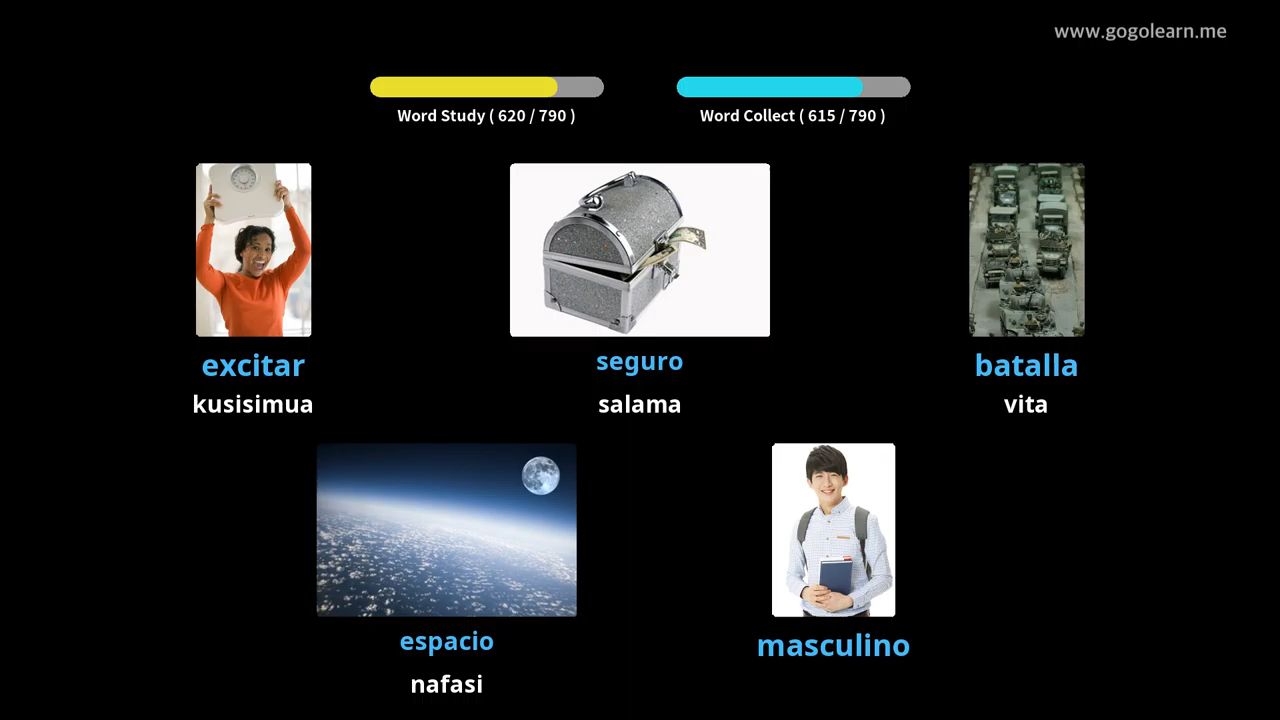 www.gogolearn.me
Word Study ( 620 / 790 )
Word Collect ( 615 / 790 )
excitar
kusisimua
seguro
salama
batalla
vita
espacio
nafasi
masculino